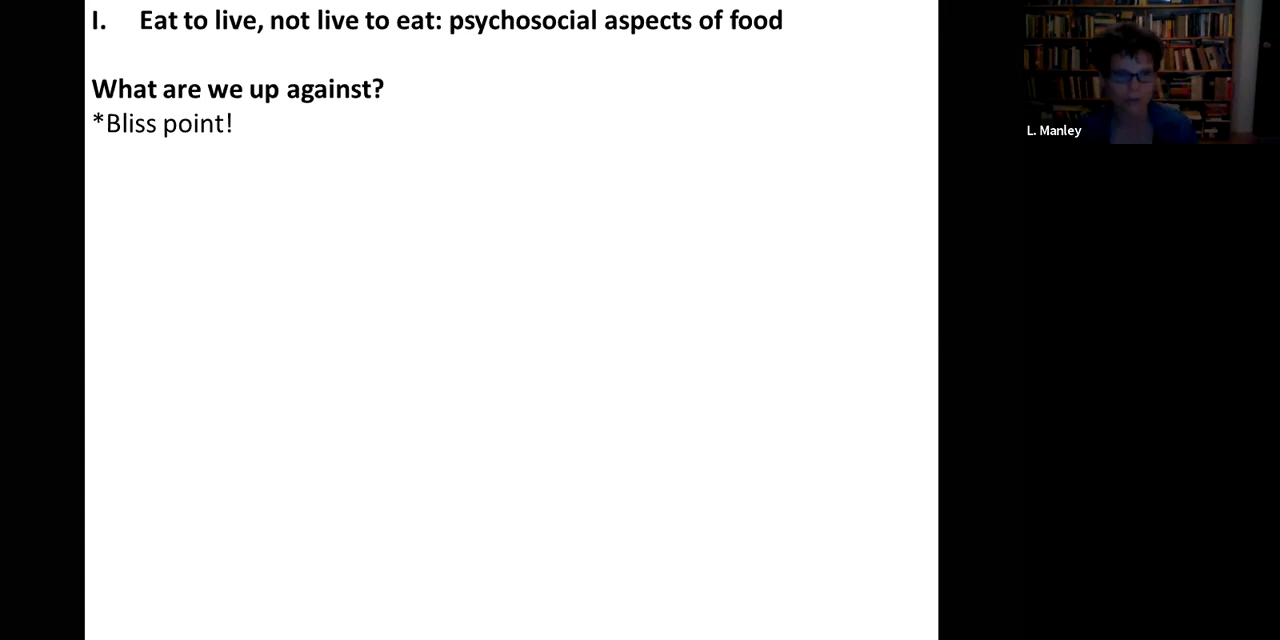 I. Eat to live, not live to eat: psychosocial aspects of food
What are we up against?
*Bliss point!
L. Manley